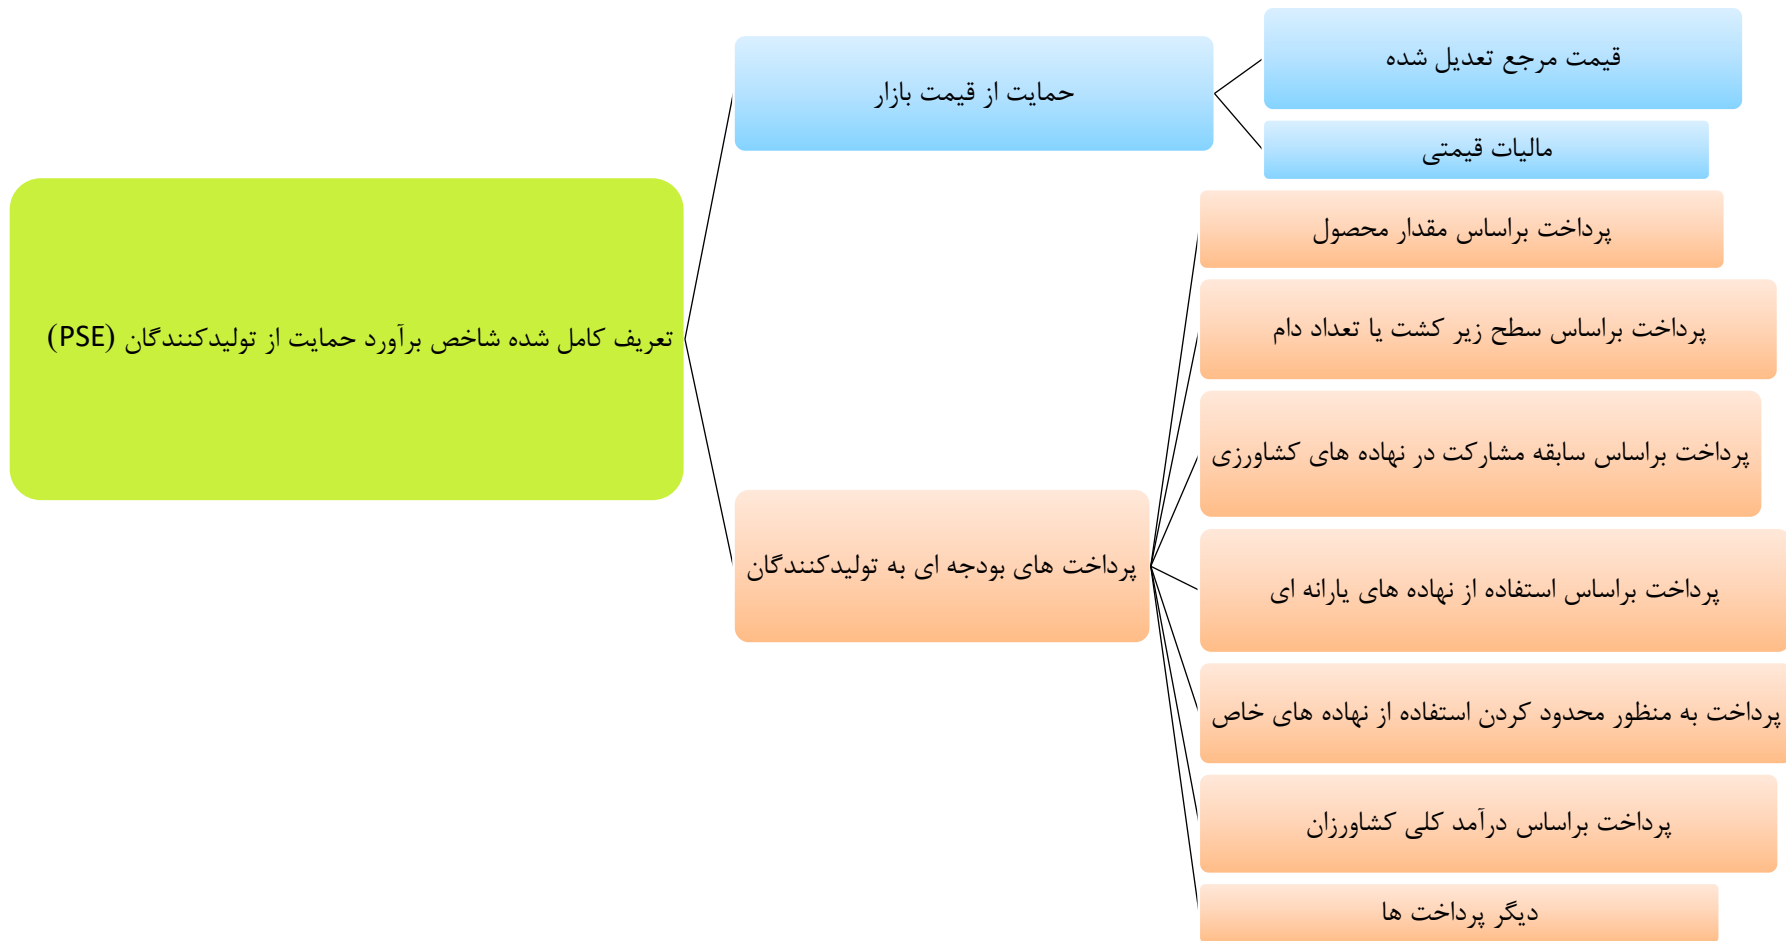 تعریف کامل شده شاخص برآورد حمایت از تولیدکنندگان (PSE)
حمایت از قیمت بازار
قیمت مرجع تعدیل شده
مالیات قیمتی
پرداخت های بودجه ای به تولیدکنندگان
پرداخت براساس مقدار محصول
پرداخت براساس سطح زیر کشت یا تعداد دام
پرداخت براساس سابقه مشارکت در نهاده های کشاورزی
پرداخت براساس استفاده از نهاده های یارانه ای
پرداخت به منظور محدود کردن استفاده از نهاده های خاص
پرداخت براساس درآمد کلی کشاورزان
دیگر پرداخت ها